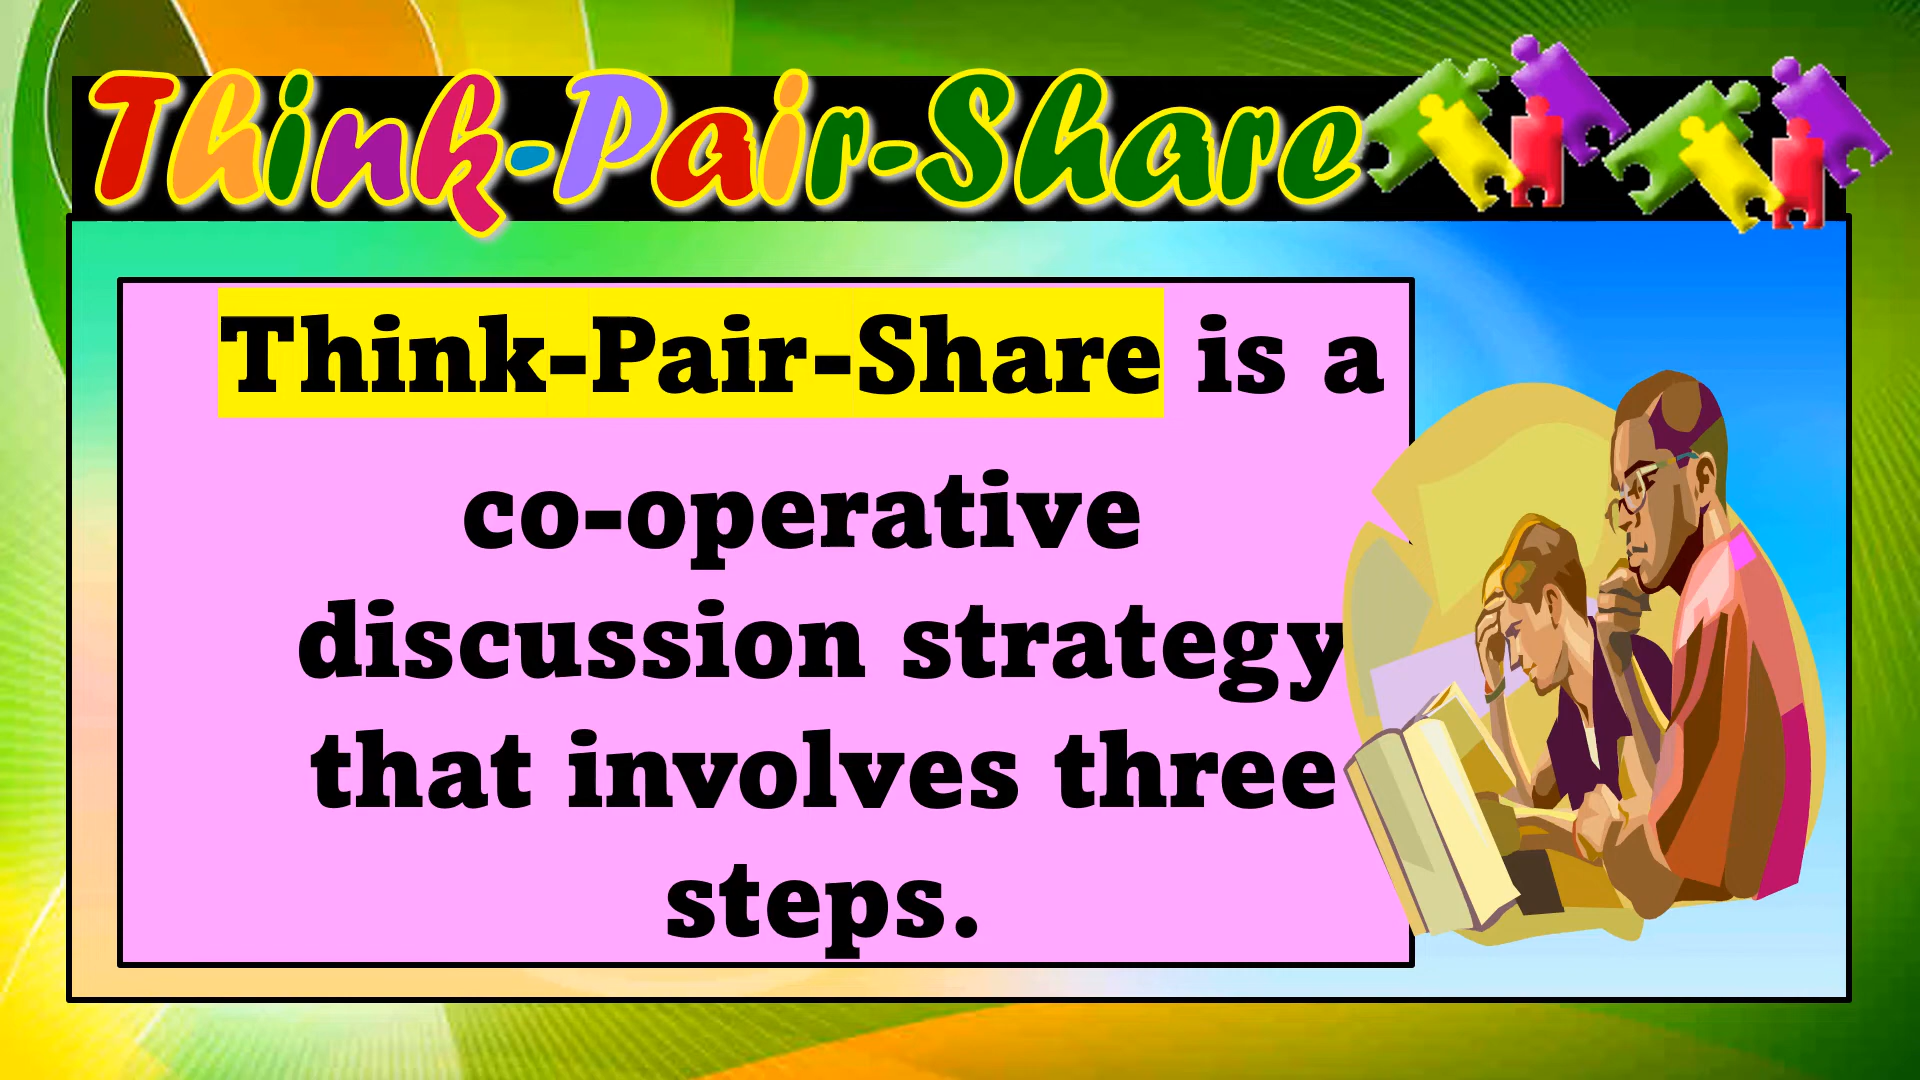 Think-Pair-Share
Think-Pair-Share is a
co-operative
discussion strategy
that involves three
steps.